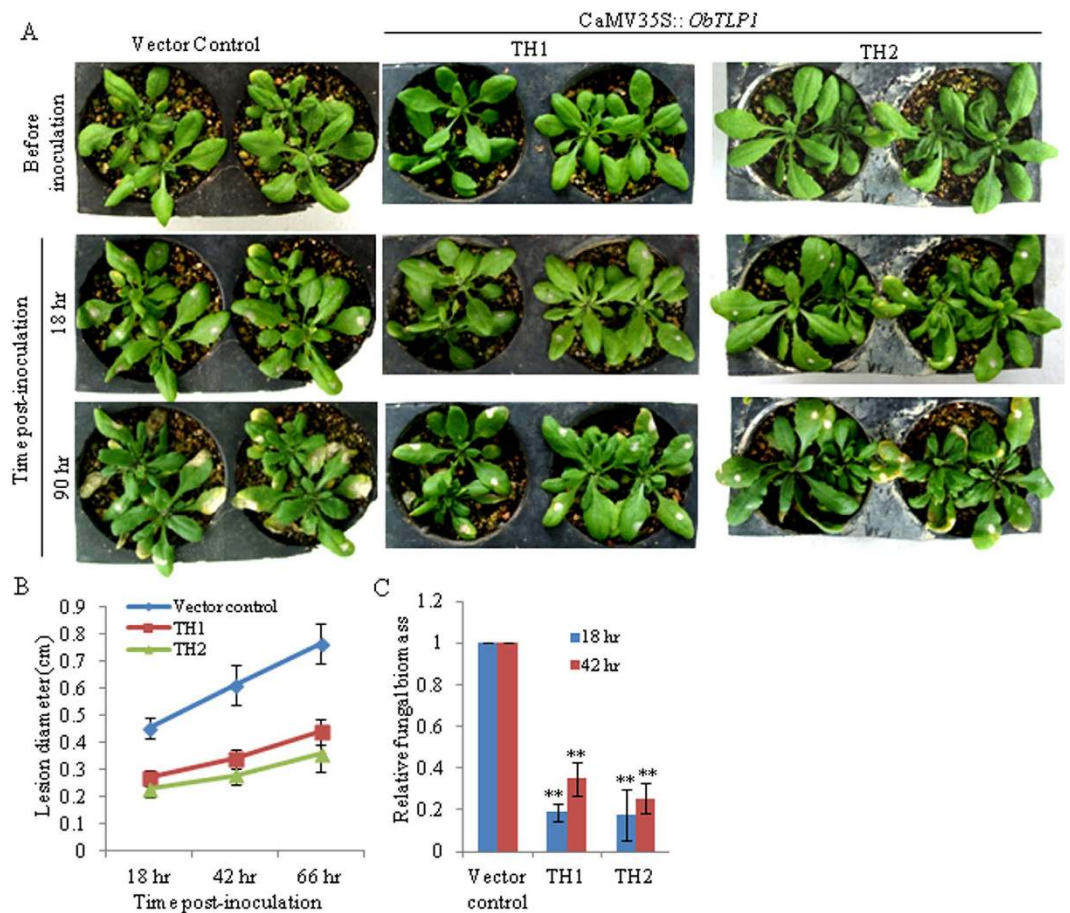 A
CaMV35S:: ObTLP1
Vector Control
TH1
TH2
Before
inoculation
Time post-inoculation
18 hr
90 hr
B
0.9
0.8
0.7
0.6
0.5
0.4
0.3
0.2
0.1
0
Lesion diameter(cm)
Vector control
TH1
TH2
18 hr
42 hr
66 hr
Time post-inoculation
C
1.2
1
0.8
0.6
0.4
0.2
0
Relative fungal biomass
18 hr
42 hr
**
**
**
**
Vector
control
TH1
TH2